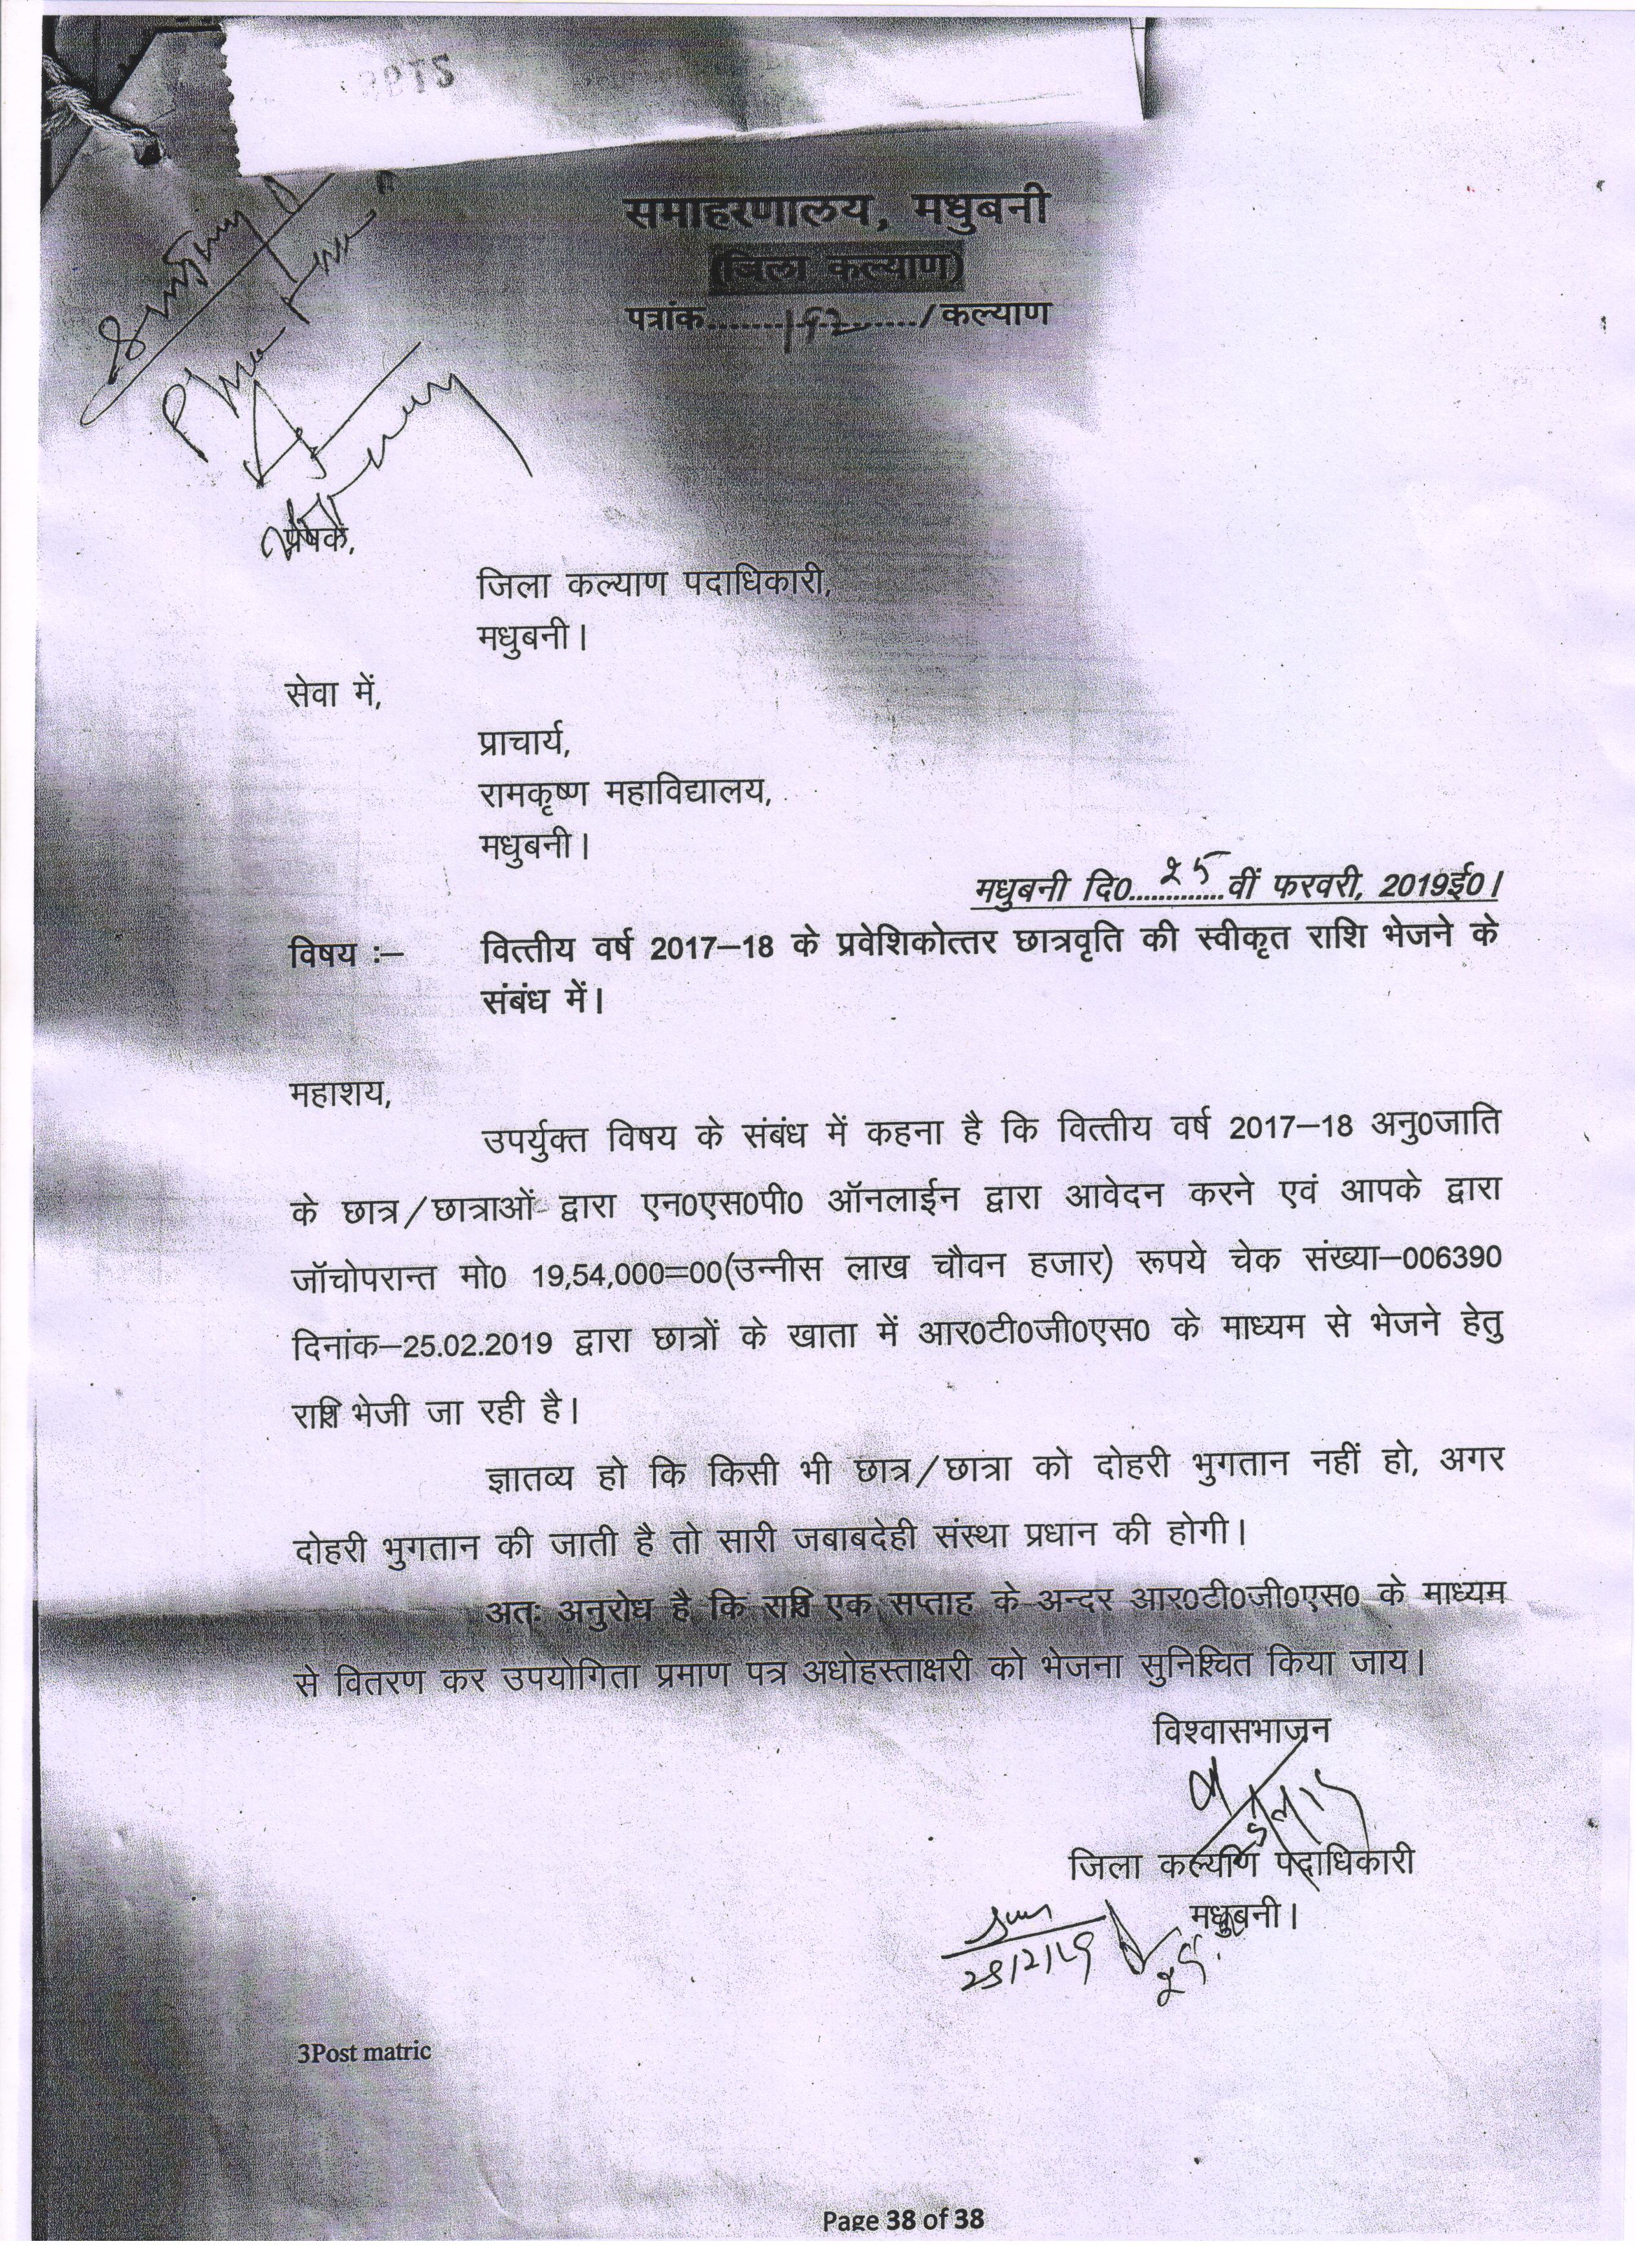 समाहरणालय, मधुबनी
(जिला कल्याण)
पत्रांक................../कल्याण
प्रेषक,
जिला कल्याण पदाधिकारी,
मधुबनी।
सेवा में,
प्राचार्य,
रामकृष्ण महाविद्यालय,
मधुबनी।
मधुबनी दि0....25....वीं फरवरी, 2019ई0।
विषय :– वित्तीय वर्ष 2017–18 के प्रवेशिकोत्तर छात्रवृति की स्वीकृत राशि भेजने के
संबंध में।
महाशय,
उपर्युक्त विषय के संबंध में कहना है कि वित्तीय वर्ष 2017–18 अनु0जाति
के छात्र/छात्राओं द्वारा एन0एस0पी0 ऑनलाईन द्वारा आवेदन करने एवं आपके द्वारा
जॉचोपरान्त मो0 19,54,000=00(उन्नीस लाख चौवन हजार) रूपये चेक संख्या–006390
दिनांक–25.02.2019 द्वारा छात्रों के खाता में आर0टी0जी0एस0 के माध्यम से भेजने हेतु
राशि भेजी जा रही है।
ज्ञातव्य हो कि किसी भी छात्र/छात्रा को दोहरी भुगतान नहीं हो, अगर
दोहरी भुगतान की जाती है तो सारी जबाबदेही संस्था प्रधान की होगी।
अतः अनुरोध है कि राशि एक सप्ताह के अन्दर आर0टी0जी0एस0 के माध्यम
से वितरण कर उपयोगिता प्रमाण पत्र अधोहस्ताक्षरी को भेजना सुनिश्चित किया जाय।
विश्वासभाजन
जिला कल्याण पदाधिकारी
मधुबनी।
3Post matric
Page 38 of 38